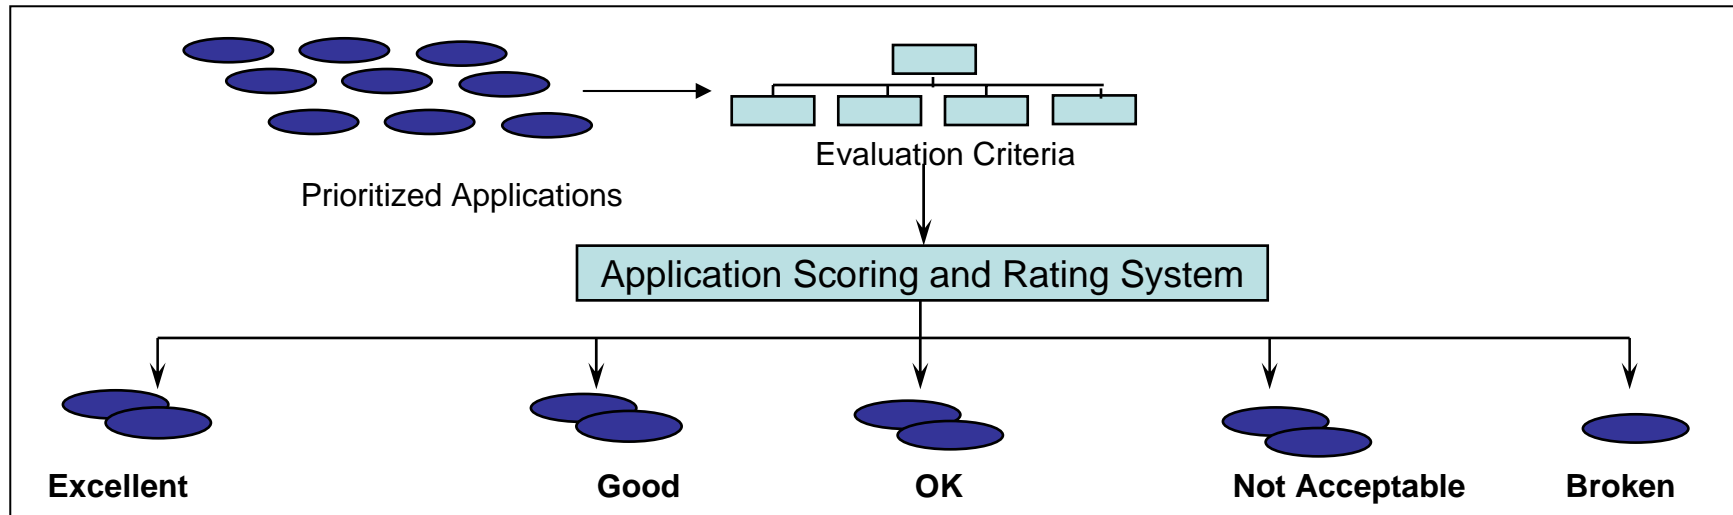 Evaluation Criteria
Prioritized Applications
Application Scoring and Rating System
Excellent
Good
OK
Not Acceptable
Broken